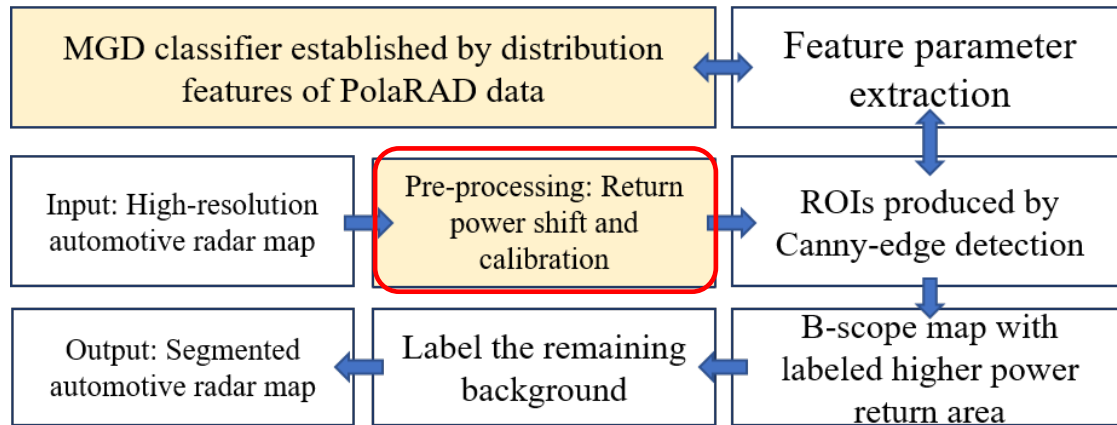 MGD classifier established by distribution
features of PolaRAD data
Feature parameter
extraction
Input: High-resolution
automotive radar map
Pre-processing: Return
power shift and
calibration
ROIs produced by
Canny-edge detection
Output: Segmented
automotive radar map
Label the remaining
background
B-scope map with
labeled higher power
return area